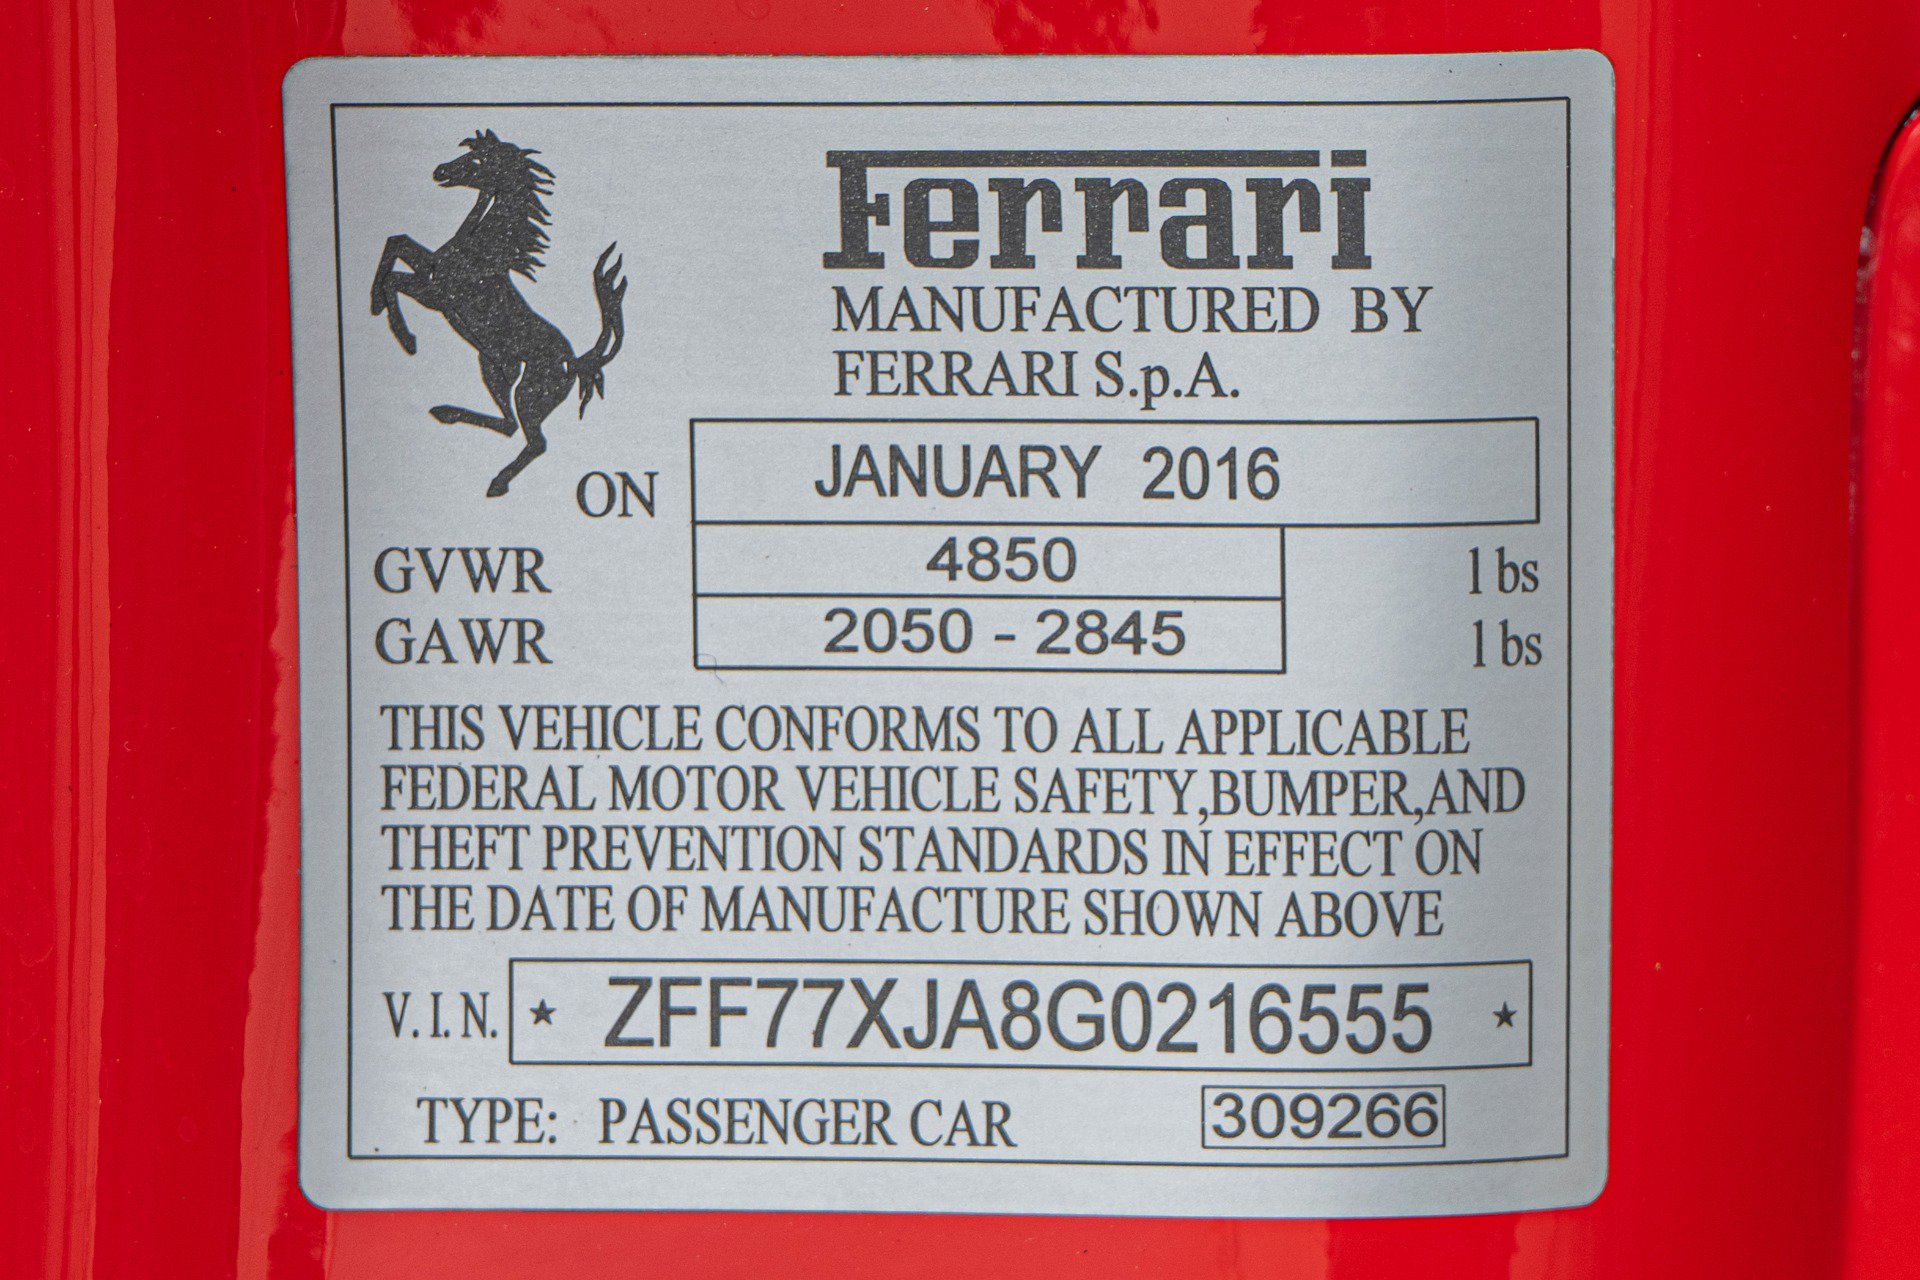 Ferrari
MANUFACTURED BY
FERRARI S.p.A.
ON JANUARY 2016
GVWR 4850 lbs
GAWR 2050 - 2845 lbs
THIS VEHICLE CONFORMS TO ALL APPLICABLE
FEDERAL MOTOR VEHICLE SAFETY,BUMPER,AND
THEFT PREVENTION STANDARDS IN EFFECT ON
THE DATE OF MANUFACTURE SHOWN ABOVE
V.I.N. ★ ZFF77XJA8G0216555 ★
TYPE: PASSENGER CAR 309266